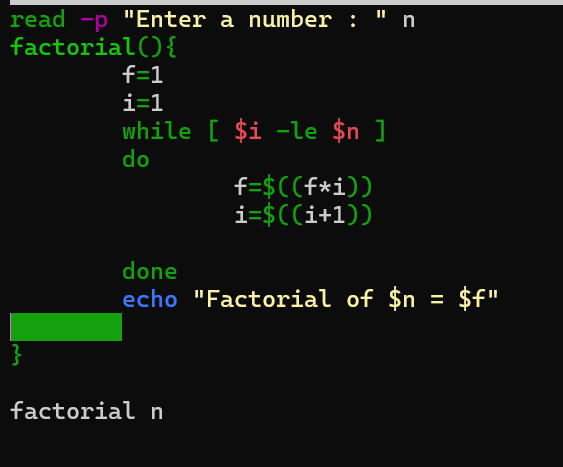 read -p "Enter a number : " n
factorial(){
        f=1
        i=1
        while [ $i -le $n ]
        do
                f=$((f*i))
                i=$((i+1))

        done
        echo "Factorial of $n = $f"

}

factorial n